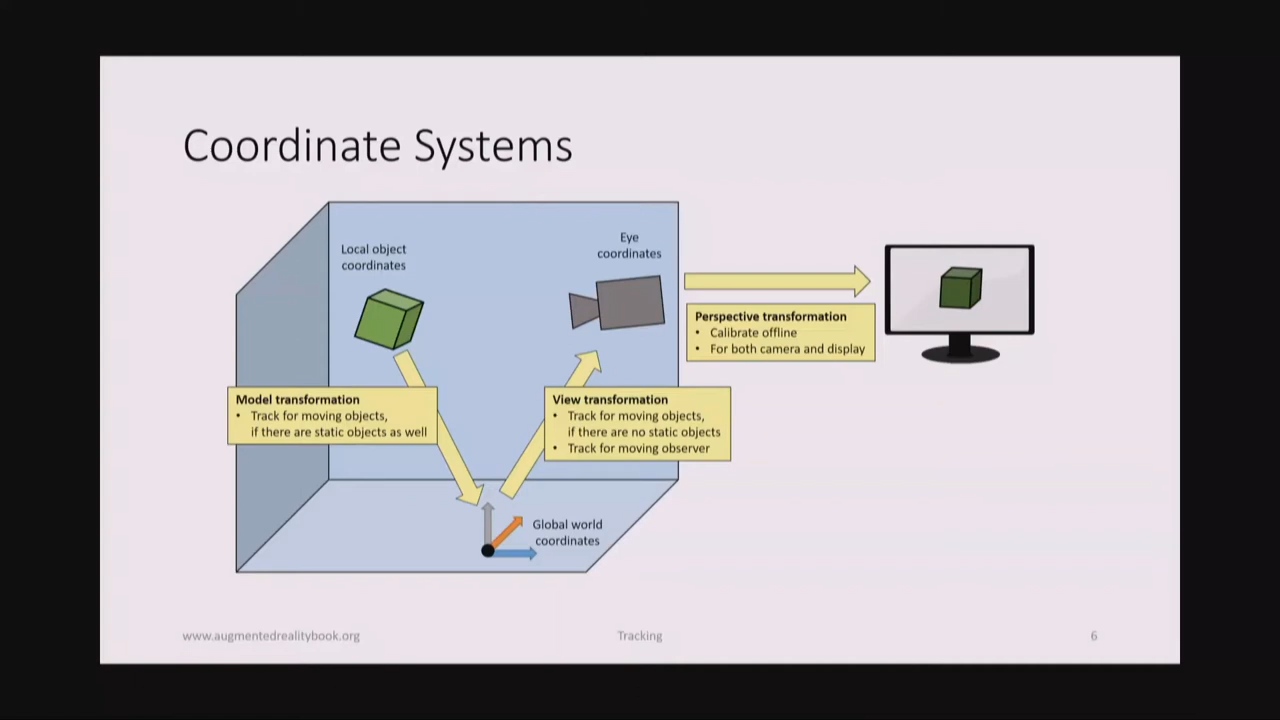 Coordinate Systems
Local object
coordinates
Eye
coordinates
Perspective transformation
• Calibrate offline
• For both camera and display
Model transformation
• Track for moving objects,
if there are static objects as well
View transformation
• Track for moving objects,
if there are no static objects
• Track for moving observer
Global world
coordinates
www.augmentedrealitybook.org
Tracking
6